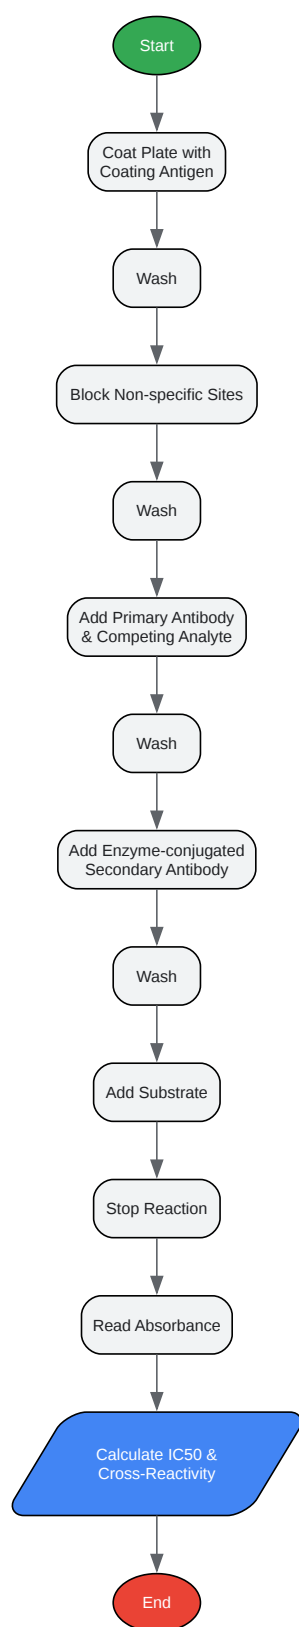 Start
Coat Plate with
Coating Antigen
Wash
Block Non-specific Sites
Wash
Add Primary Antibody
& Competing Analyte
Wash
Add Enzyme-conjugated
Secondary Antibody
Wash
Add Substrate
Stop Reaction
Read Absorbance
Calculate IC50 &
Cross-Reactivity
End